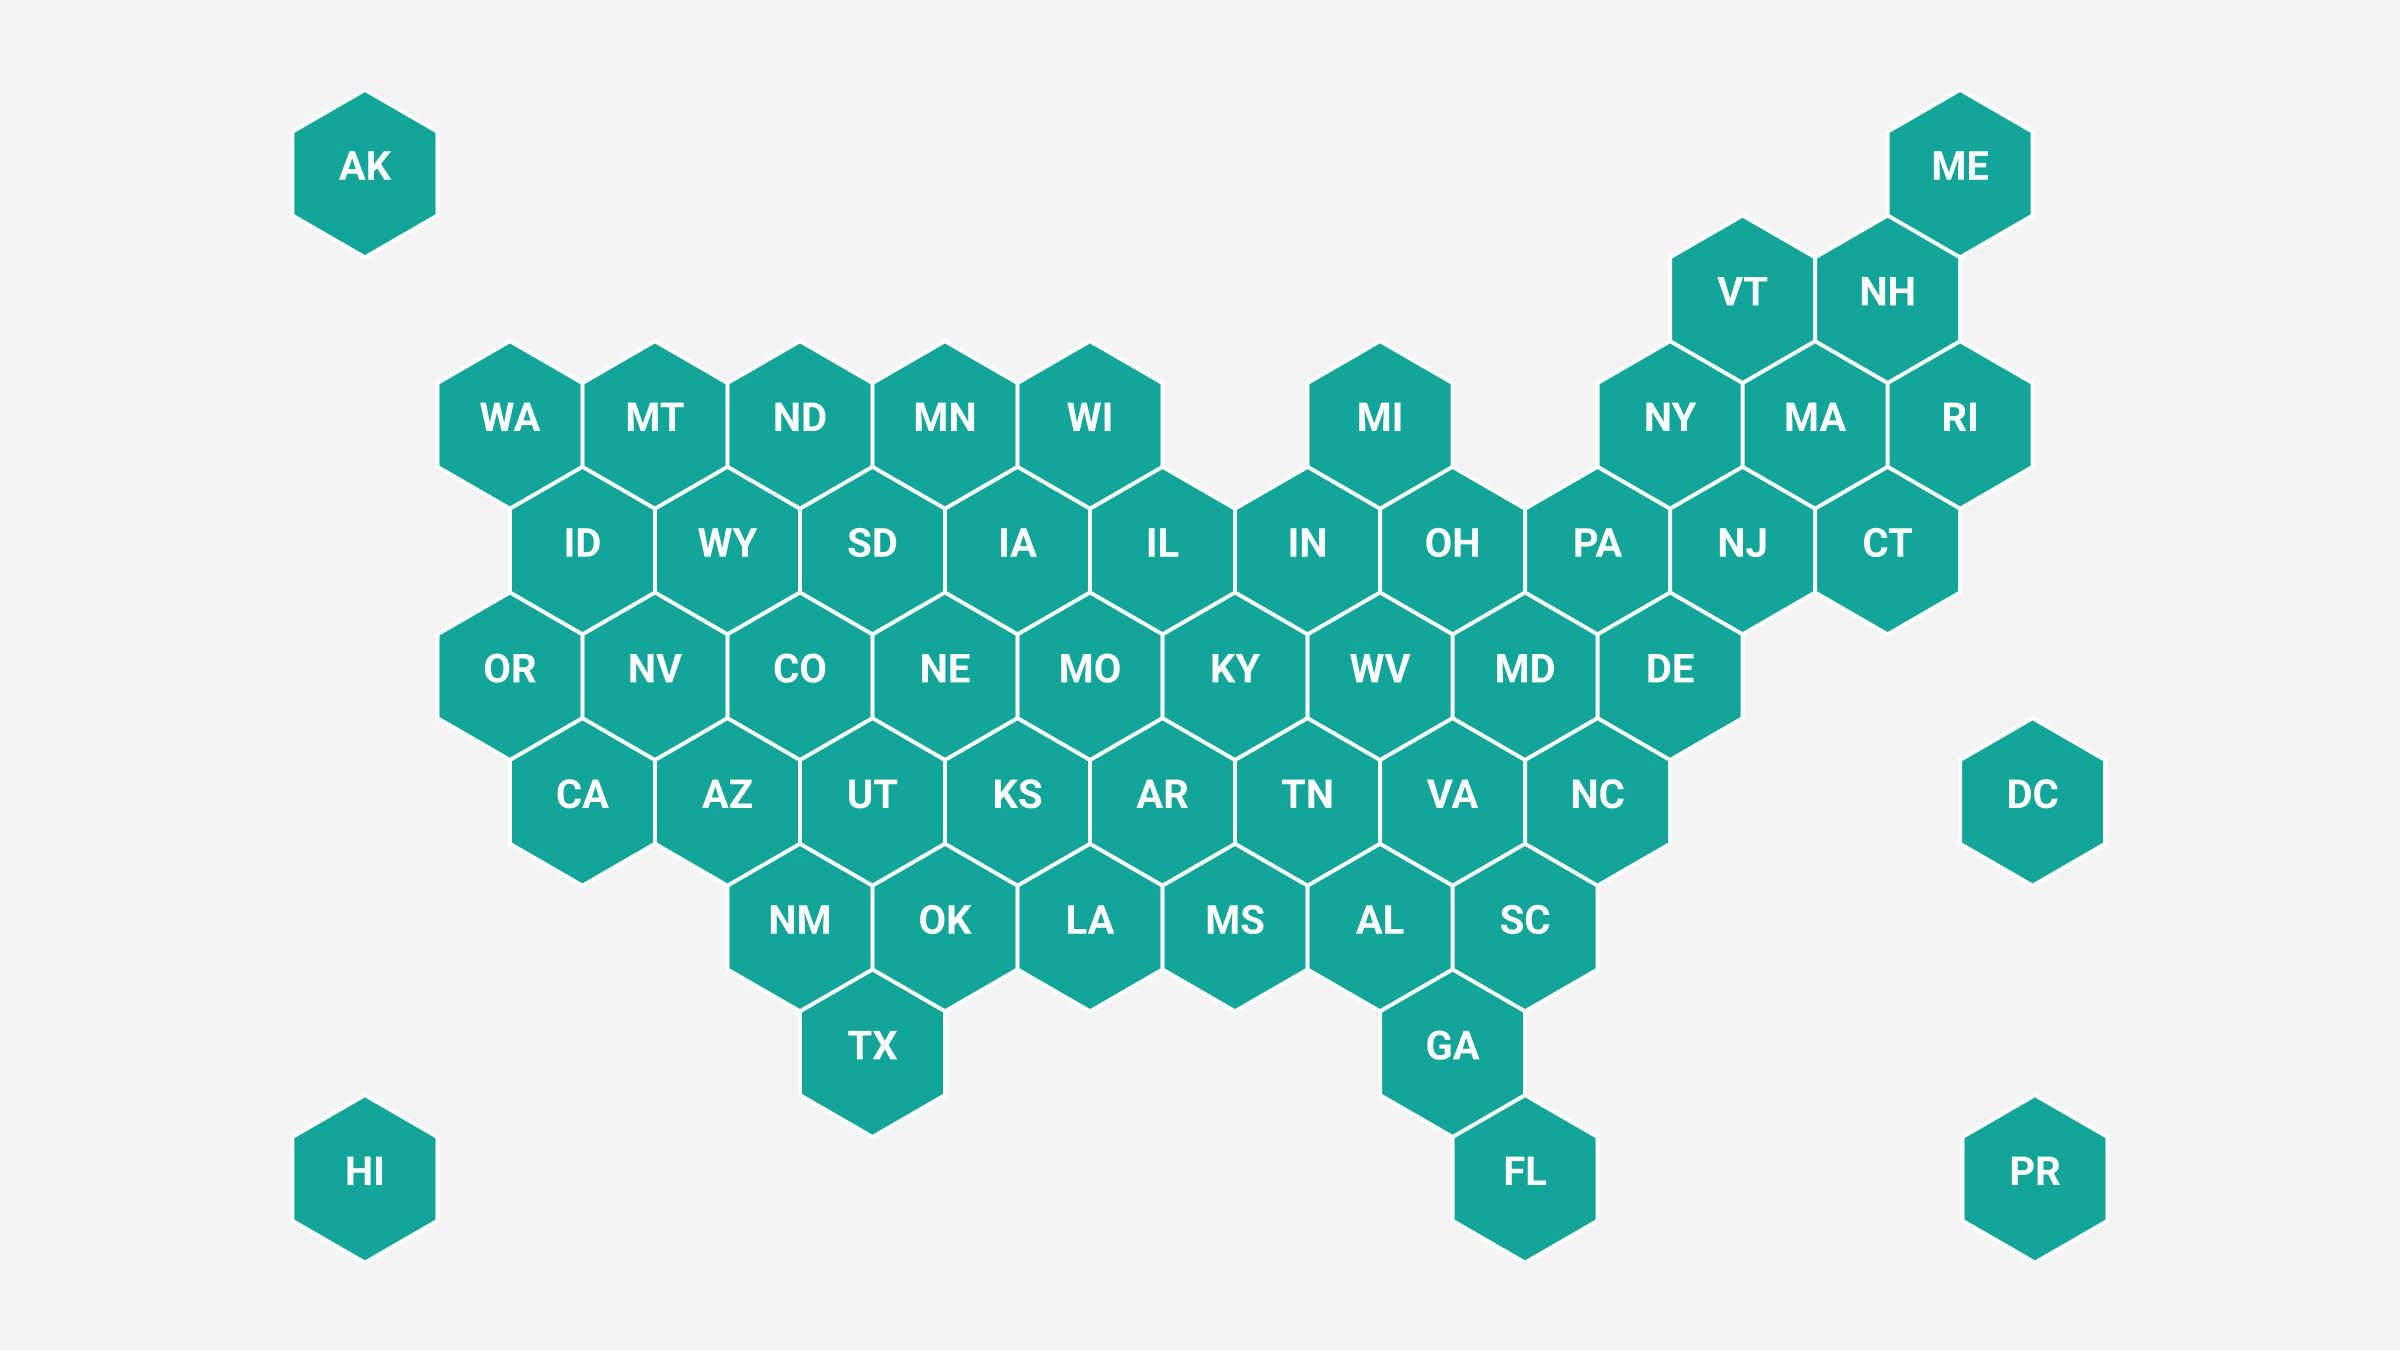 AK ME
VT NH
WA MT ND MN WI MI NY MA RI
ID WY SD IA IL IN OH PA NJ CT
OR NV CO NE MO KY WV MD DE
CA AZ UT KS AR TN VA NC DC
NM OK LA MS AL SC
TX GA
HI FL PR